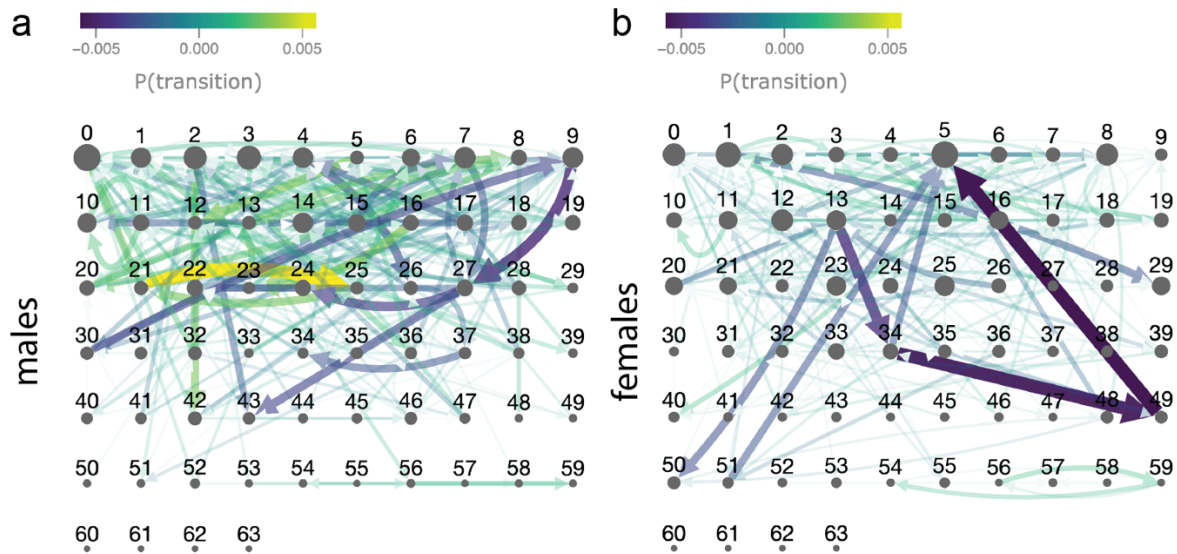 a
b
−0.005 0.000 0.005
−0.005 0.000 0.005
P(transition)
P(transition)
males
0 1 2 3 4 5 6 7 8 9
10 11 12 13 14 15 16 17 18 19
20 21 22 23 24 25 26 27 28 29
30 31 32 33 34 35 36 37 38 39
40 41 42 43 44 45 46 47 48 49
50 51 52 53 54 55 56 57 58 59
60 61 62 63
females
0 1 2 3 4 5 6 7 8 9
10 11 12 13 14 15 16 17 18 19
20 21 22 23 24 25 26 27 28 29
30 31 32 33 34 35 36 37 38 39
40 41 42 43 44 45 46 47 48 49
50 51 52 53 54 55 56 57 58 59
60 61 62 63